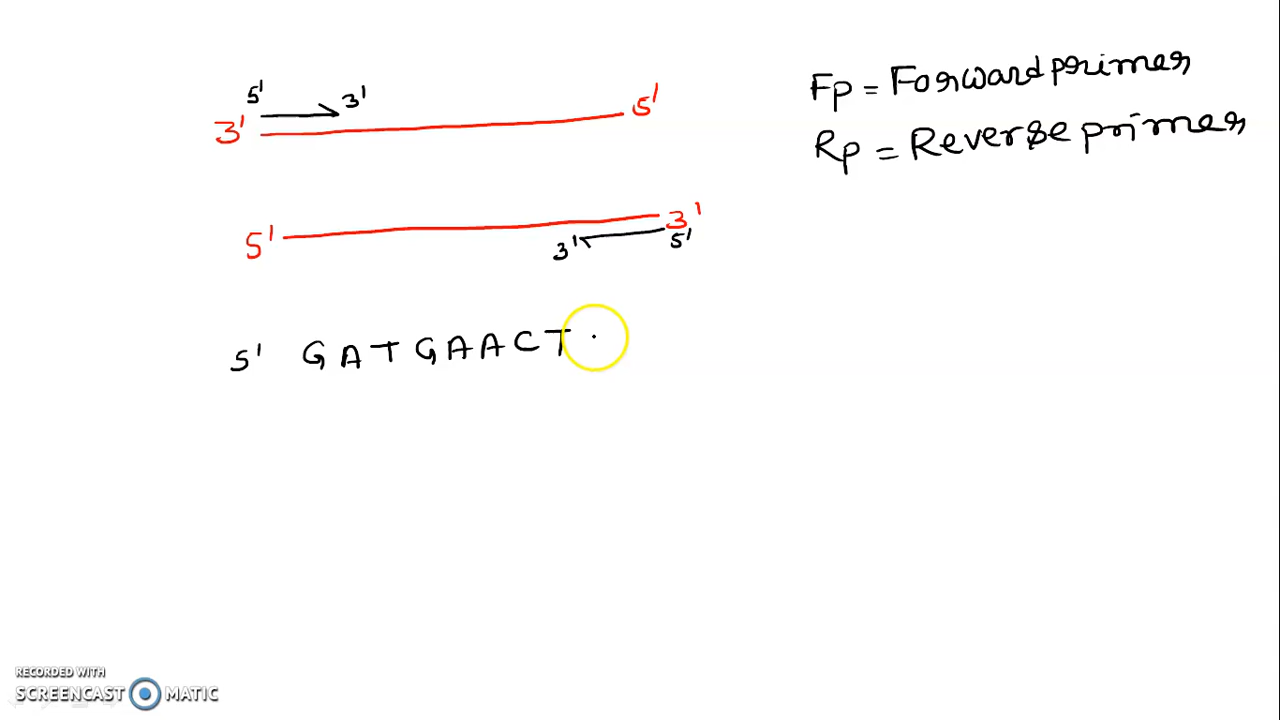 5' 3'
3' 5'
Fp = Forward primer
Rp = Reverse primer
5' 3'
3' 5'
5' GATGAACT
RECORDED WITH
SCREENCAST MATIC